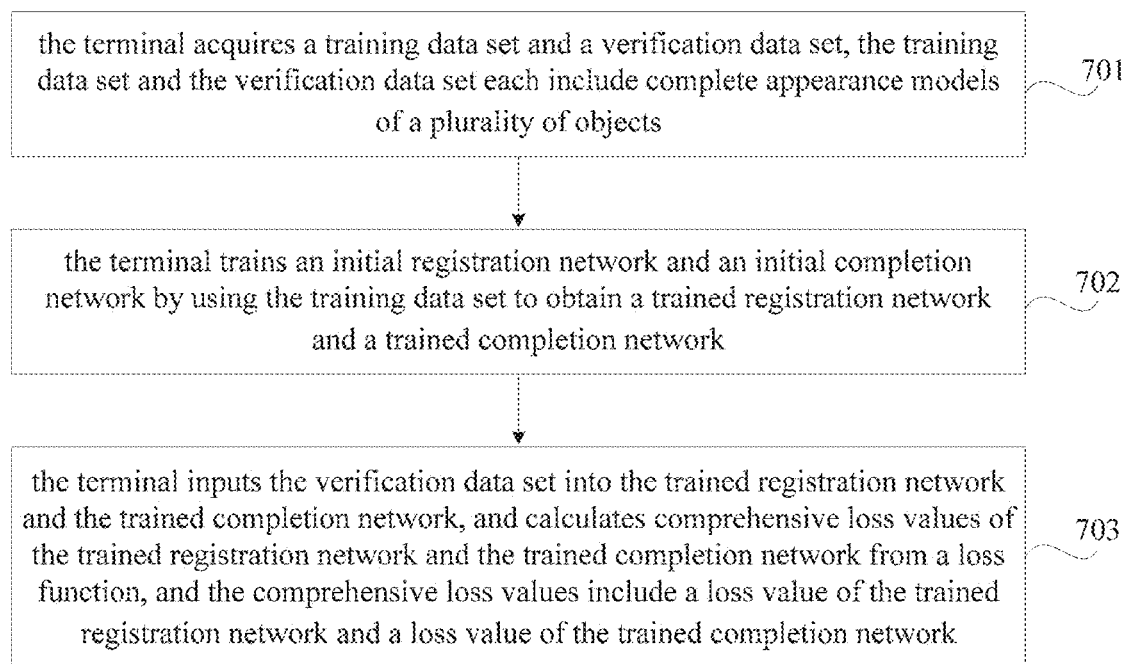 the terminal acquires a training data set and a verification data set, the training
data set and the verification data set each include complete appearance models
of a plurality of objects
701
the terminal trains an initial registration network and an initial completion
network by using the training data set to obtain a trained registration network
and a trained completion network
702
the terminal inputs the verification data set into the trained registration network
and the trained completion network, and calculates comprehensive loss values of
the trained registration network and the trained completion network from a loss
function, and the comprehensive loss values include a loss value of the trained
registration network and a loss value of the trained completion network
703